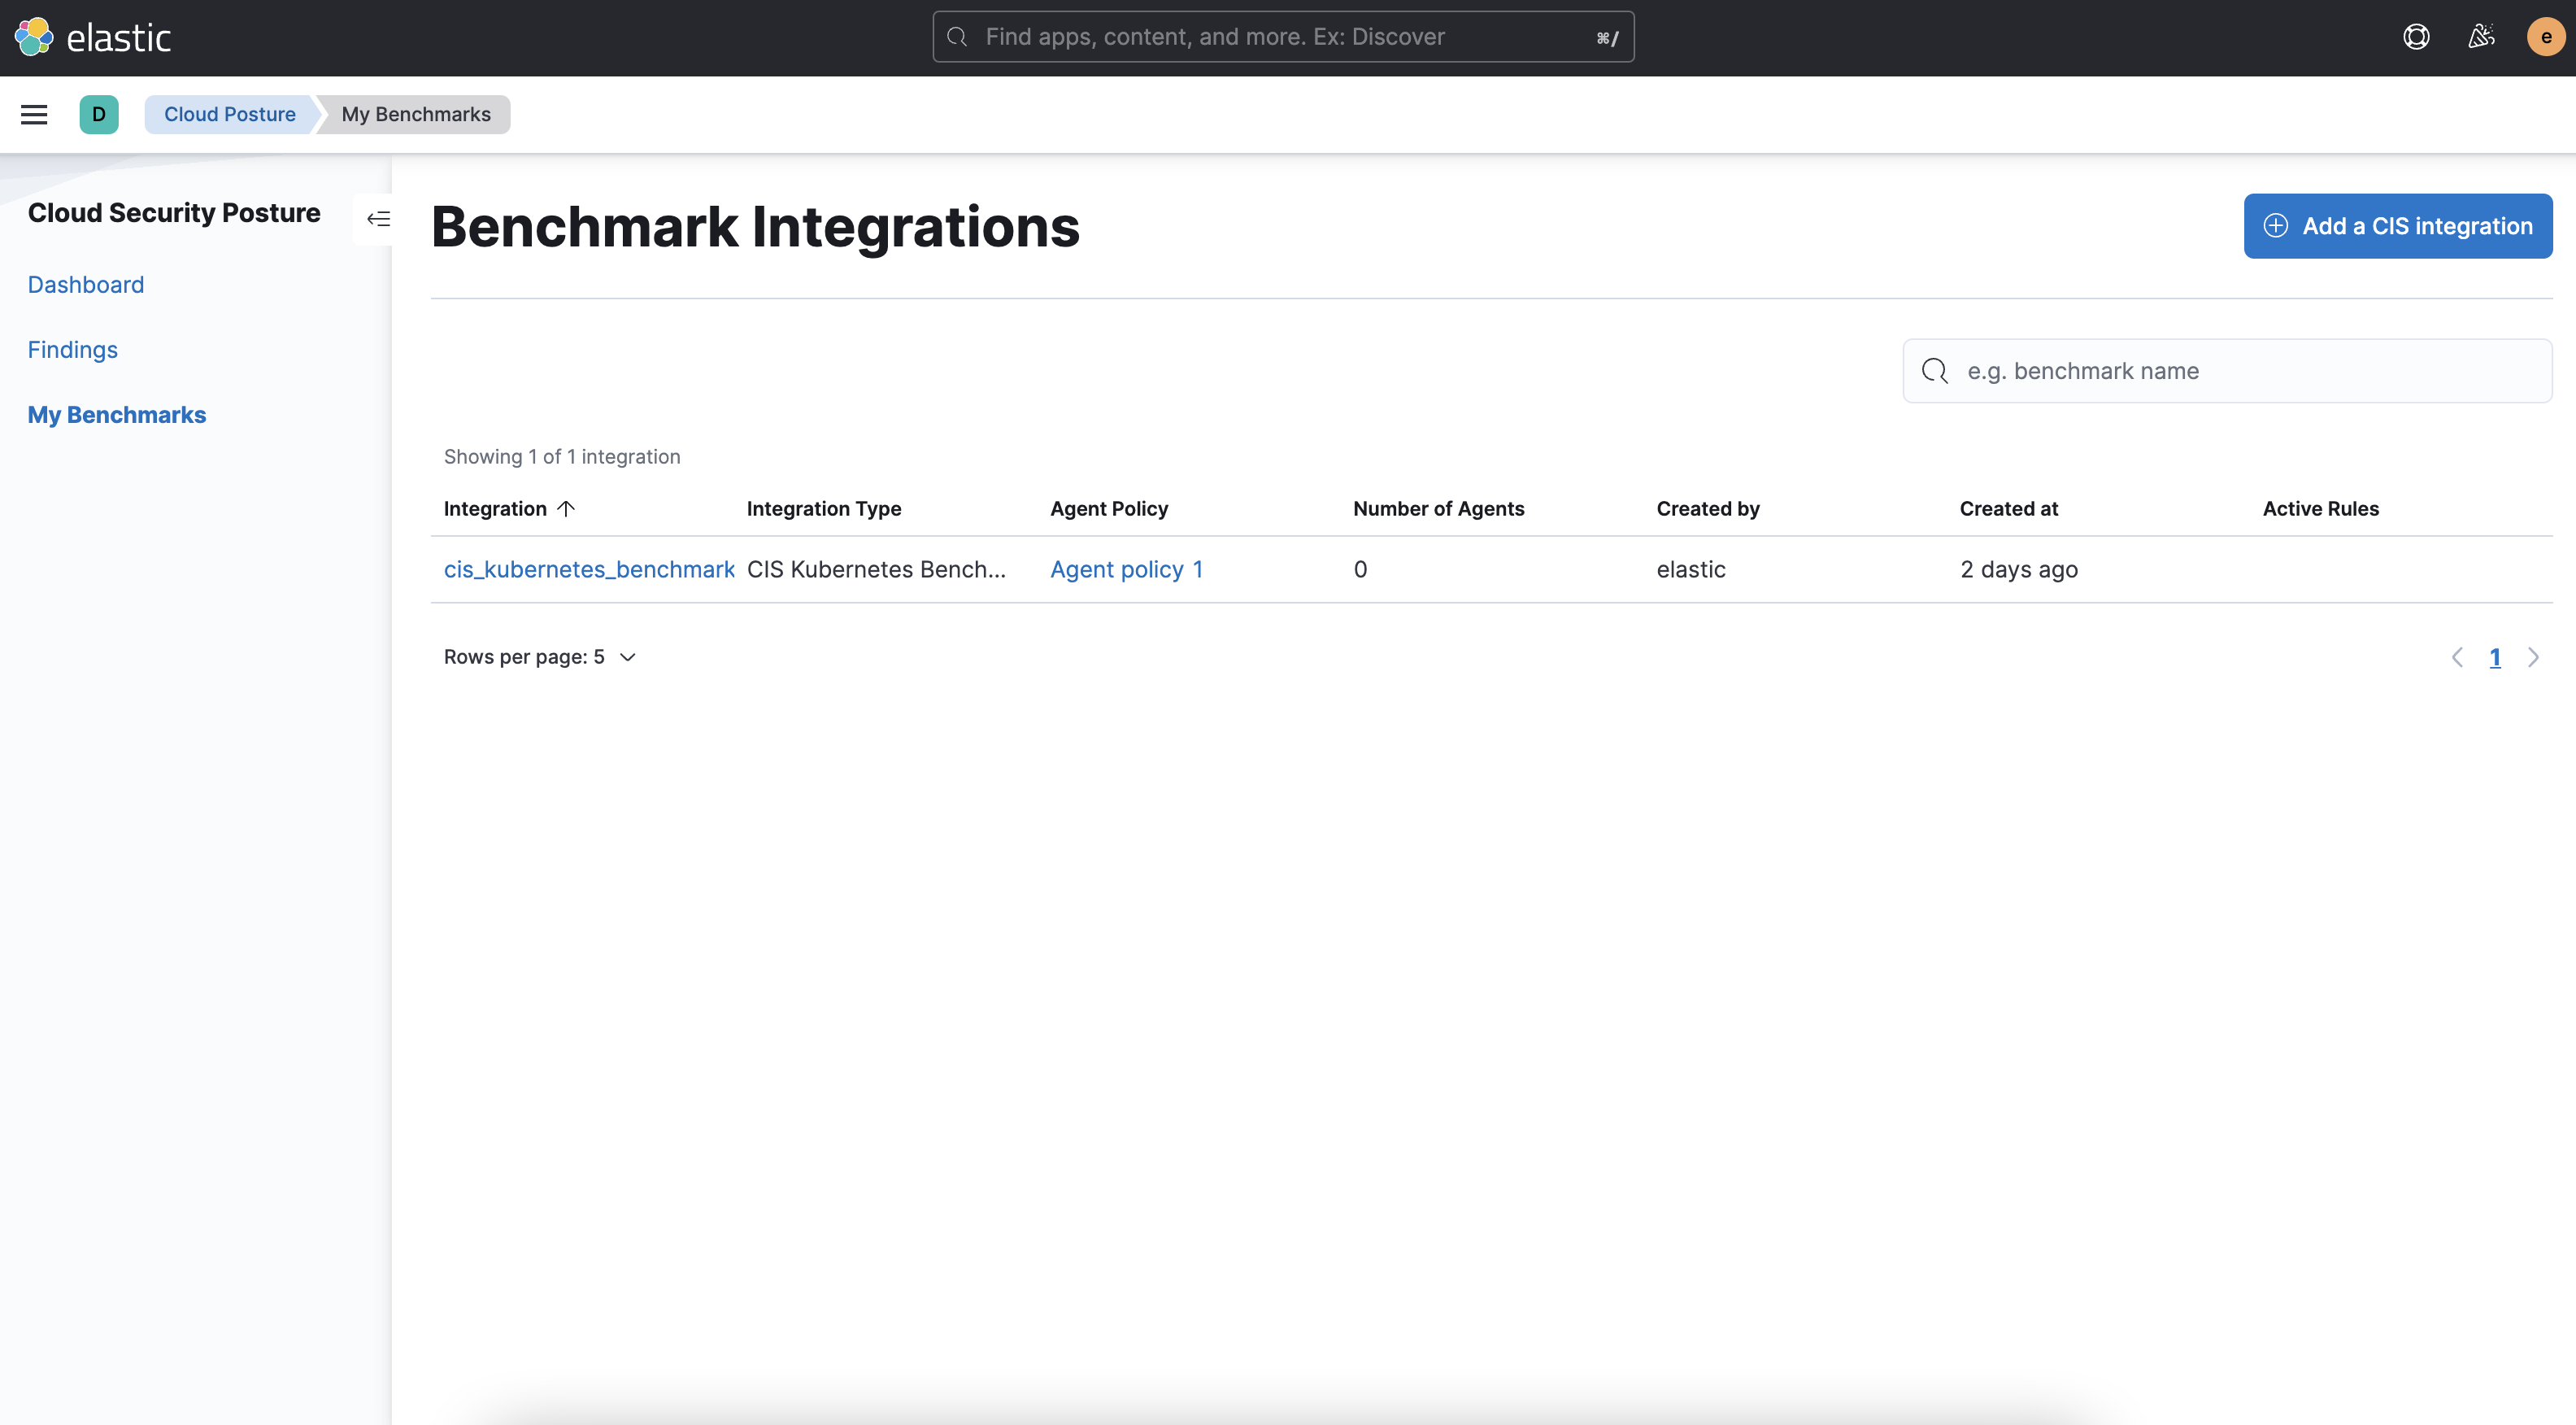 elastic
Find apps, content, and more. Ex: Discover ⌘/
e
D Cloud Posture My Benchmarks
Cloud Security Posture
Dashboard
Findings
My Benchmarks
Benchmark Integrations
Add a CIS integration
e.g. benchmark name
Showing 1 of 1 integration
Integration Integration Type Agent Policy Number of Agents Created by Created at Active Rules
cis_kubernetes_benchmark CIS Kubernetes Bench... Agent policy 1 0 elastic 2 days ago
Rows per page: 5
1